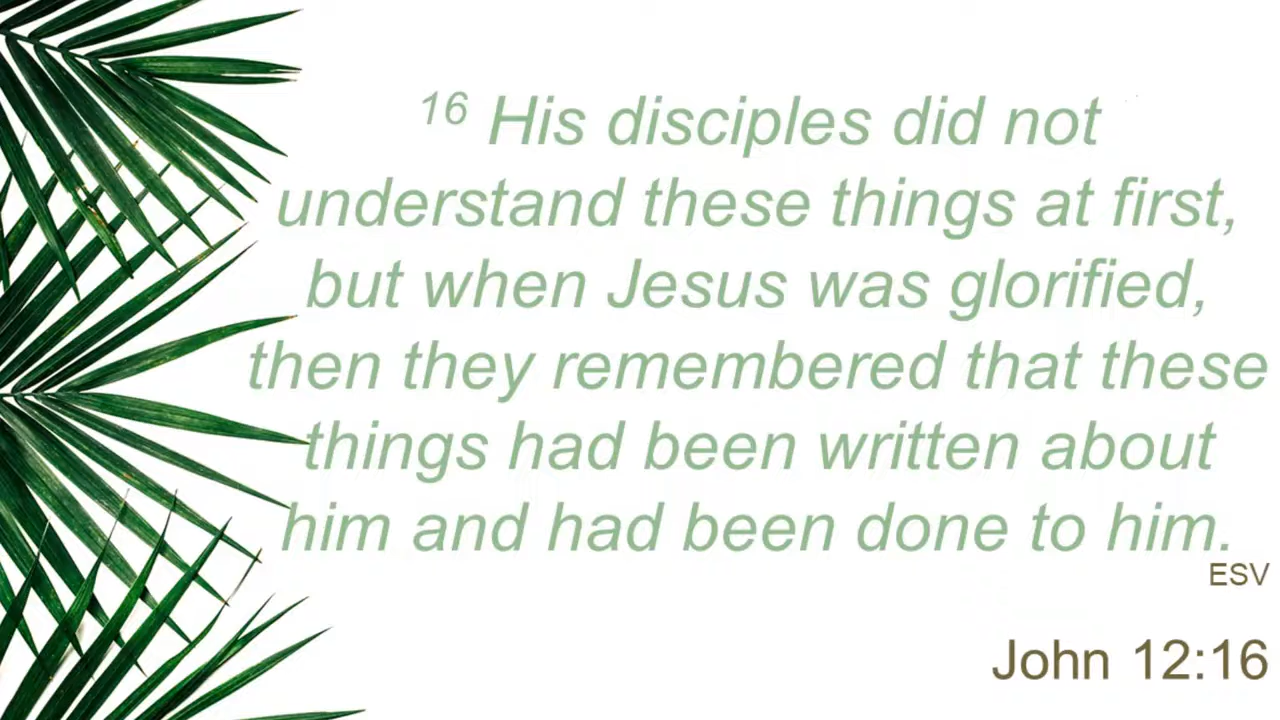 16 His disciples did not
understand these things at first,
but when Jesus was glorified,
then they remembered that these
things had been written about
him and had been done to him.
ESV
John 12:16